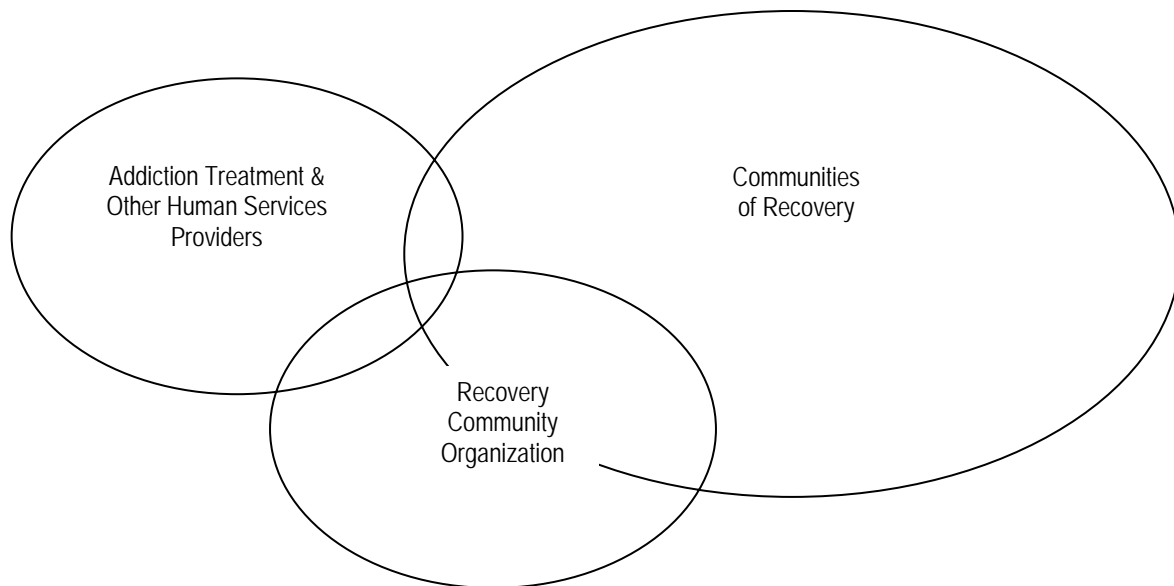 Addiction Treatment &
Other Human Services
Providers
Communities
of Recovery
Recovery
Community
Organization